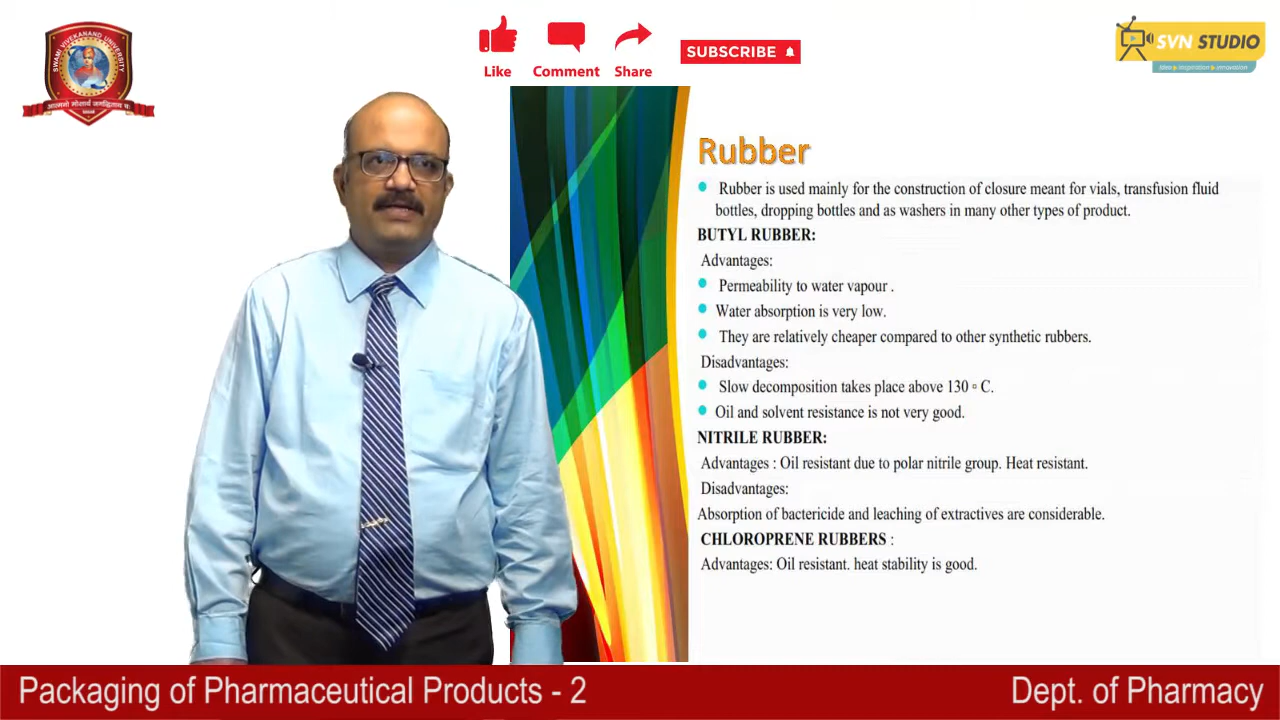 SWAMI VIVEKANAND UNIVERSITY
Like
Comment
Share
SUBSCRIBE
SVN STUDIO
Rubber
Rubber is used mainly for the construction of closure meant for vials, transfusion fluid
bottles, dropping bottles and as washers in many other types of product.
BUTYL RUBBER:
Advantages:
Permeability to water vapour .
Water absorption is very low.
They are relatively cheaper compared to other synthetic rubbers.
Disadvantages:
Slow decomposition takes place above 130 ° C.
Oil and solvent resistance is not very good.
NITRILE RUBBER:
Advantages : Oil resistant due to polar nitrile group. Heat resistant.
Disadvantages:
Absorption of bactericide and leaching of extractives are considerable.
CHLOROPRENE RUBBERS :
Advantages: Oil resistant. heat stability is good.
Packaging of Pharmaceutical Products - 2
Dept. of Pharmacy